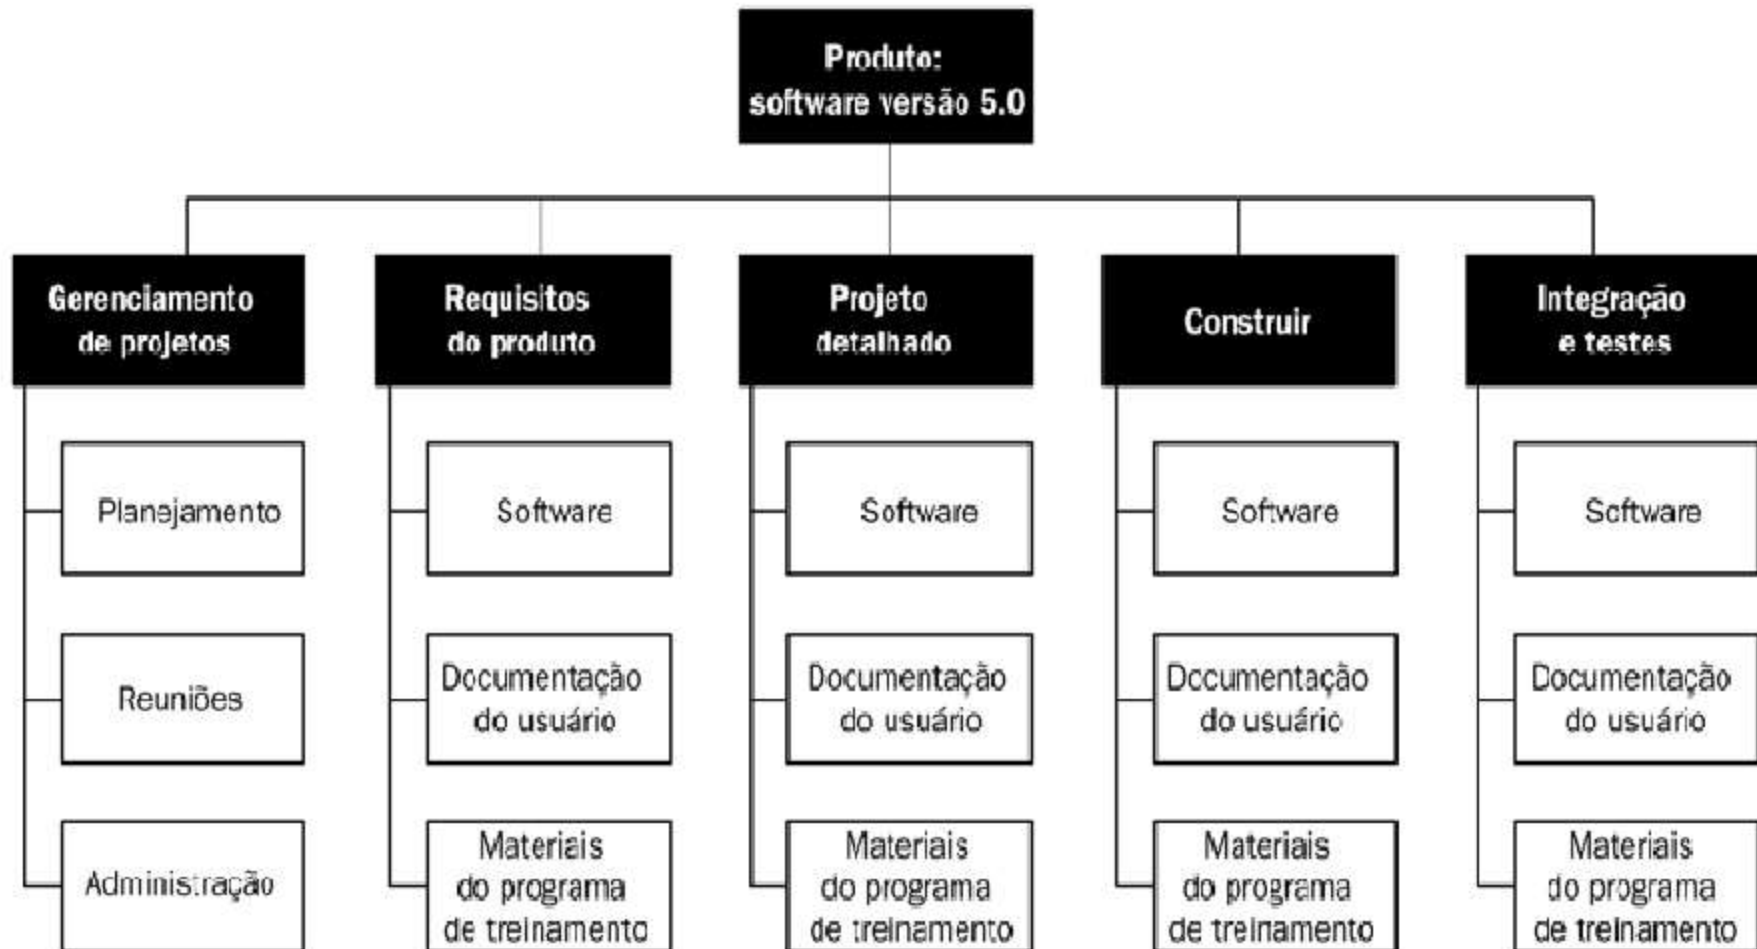 Produto:
software versão 5.0
Gerenciamento
de projetos
Requisitos
do produto
Projeto
detalhado
Construir
Integração
e testes
Planejamento
Software
Software
Software
Software
Reuniões
Documentação
do usuário
Documentação
do usuário
Documentação
do usuário
Documentação
do usuário
Administração
Materiais
do programa
de treinamento
Materiais
do programa
de treinamento
Materiais
do programa
de treinamento
Materiais
do programa
de treinamento